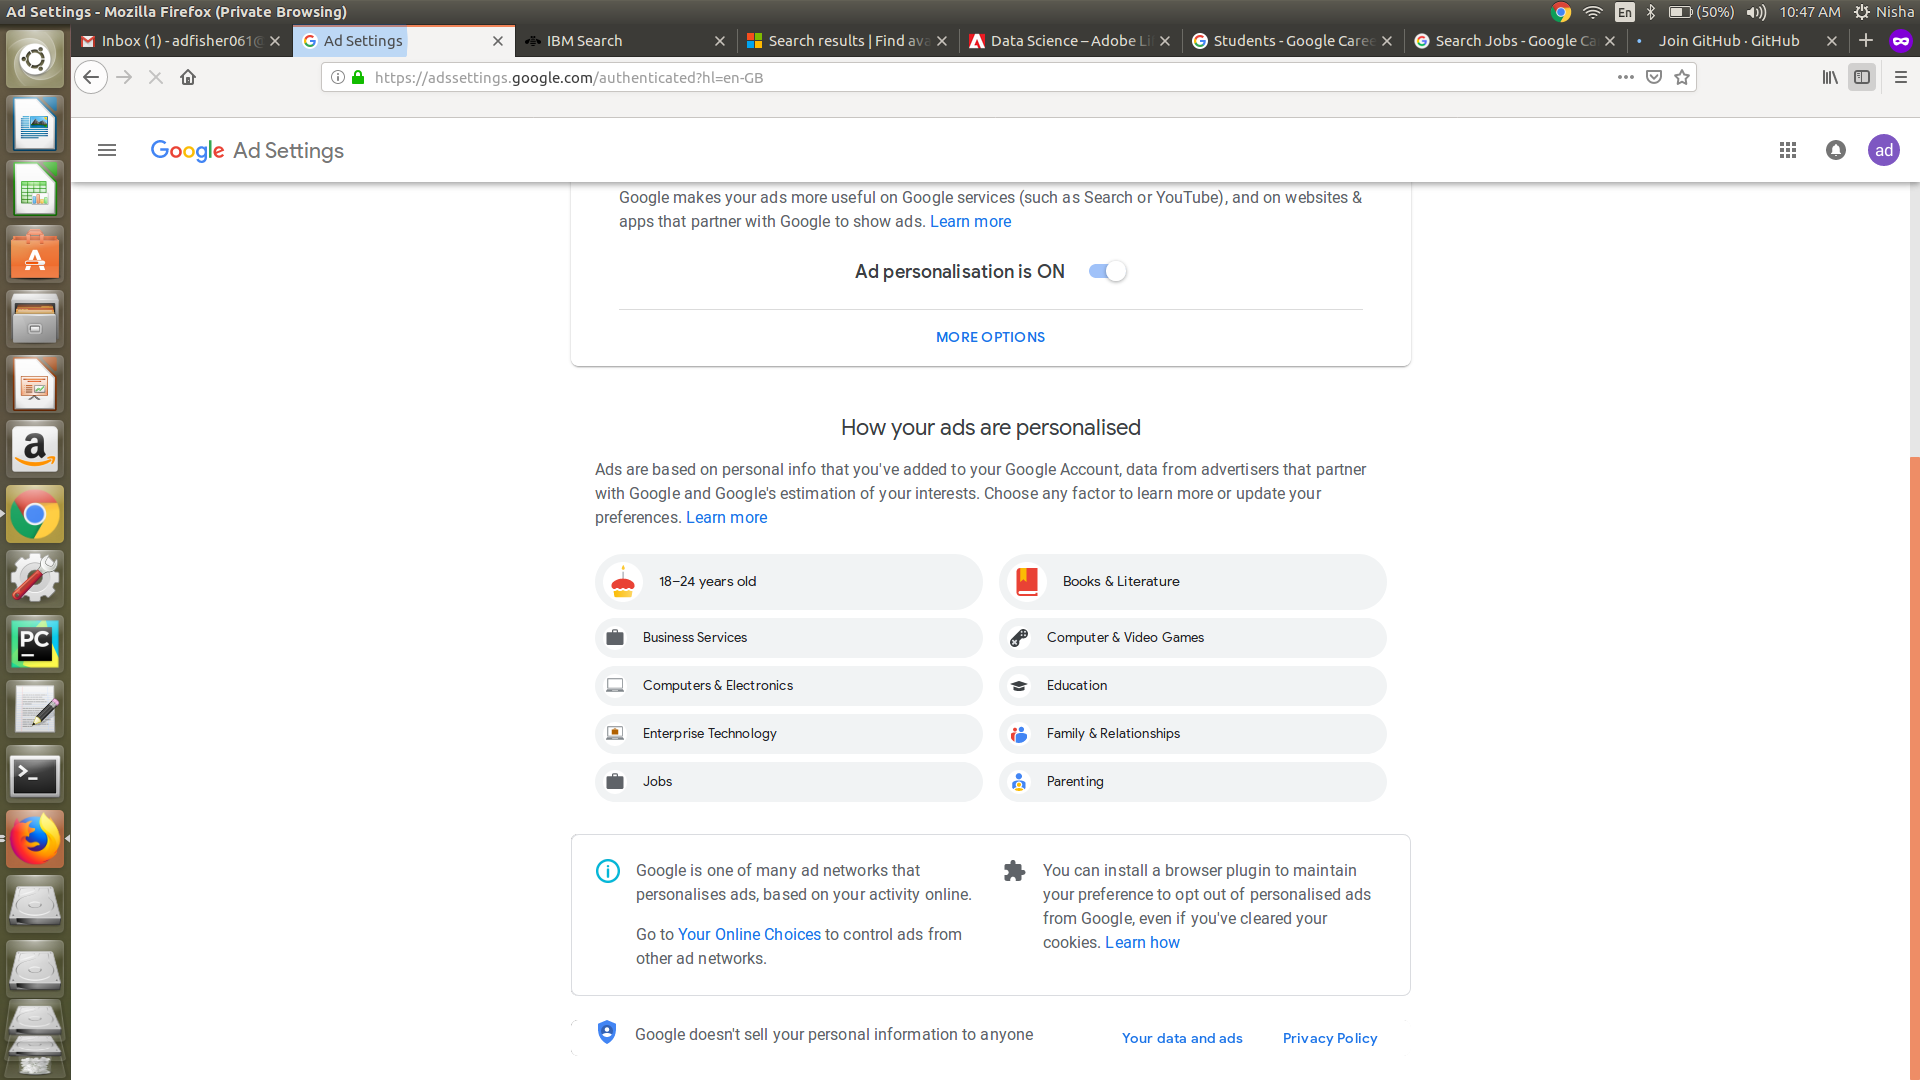 Ad Settings - Mozilla Firefox (Private Browsing)
En
(50%)
10:47 AM
Nisha
Inbox (1) - adfisher061@
Ad Settings
IBM Search
Search results | Find ava
Data Science – Adobe Li
Students - Google Caree
Search Jobs - Google Ca
Join GitHub · GitHub
https://adssettings.google.com/authenticated?hl=en-GB
Google Ad Settings
ad
Google makes your ads more useful on Google services (such as Search or YouTube), and on websites &
apps that partner with Google to show ads. Learn more
Ad personalisation is ON
MORE OPTIONS
How your ads are personalised
Ads are based on personal info that you've added to your Google Account, data from advertisers that partner
with Google and Google's estimation of your interests. Choose any factor to learn more or update your
preferences. Learn more
18–24 years old
Books & Literature
Business Services
Computer & Video Games
Computers & Electronics
Education
Enterprise Technology
Family & Relationships
Jobs
Parenting
Google is one of many ad networks that
personalises ads, based on your activity online.
Go to Your Online Choices to control ads from
other ad networks.
You can install a browser plugin to maintain
your preference to opt out of personalised ads
from Google, even if you've cleared your
cookies. Learn how
Google doesn't sell your personal information to anyone
Your data and ads
Privacy Policy
PC